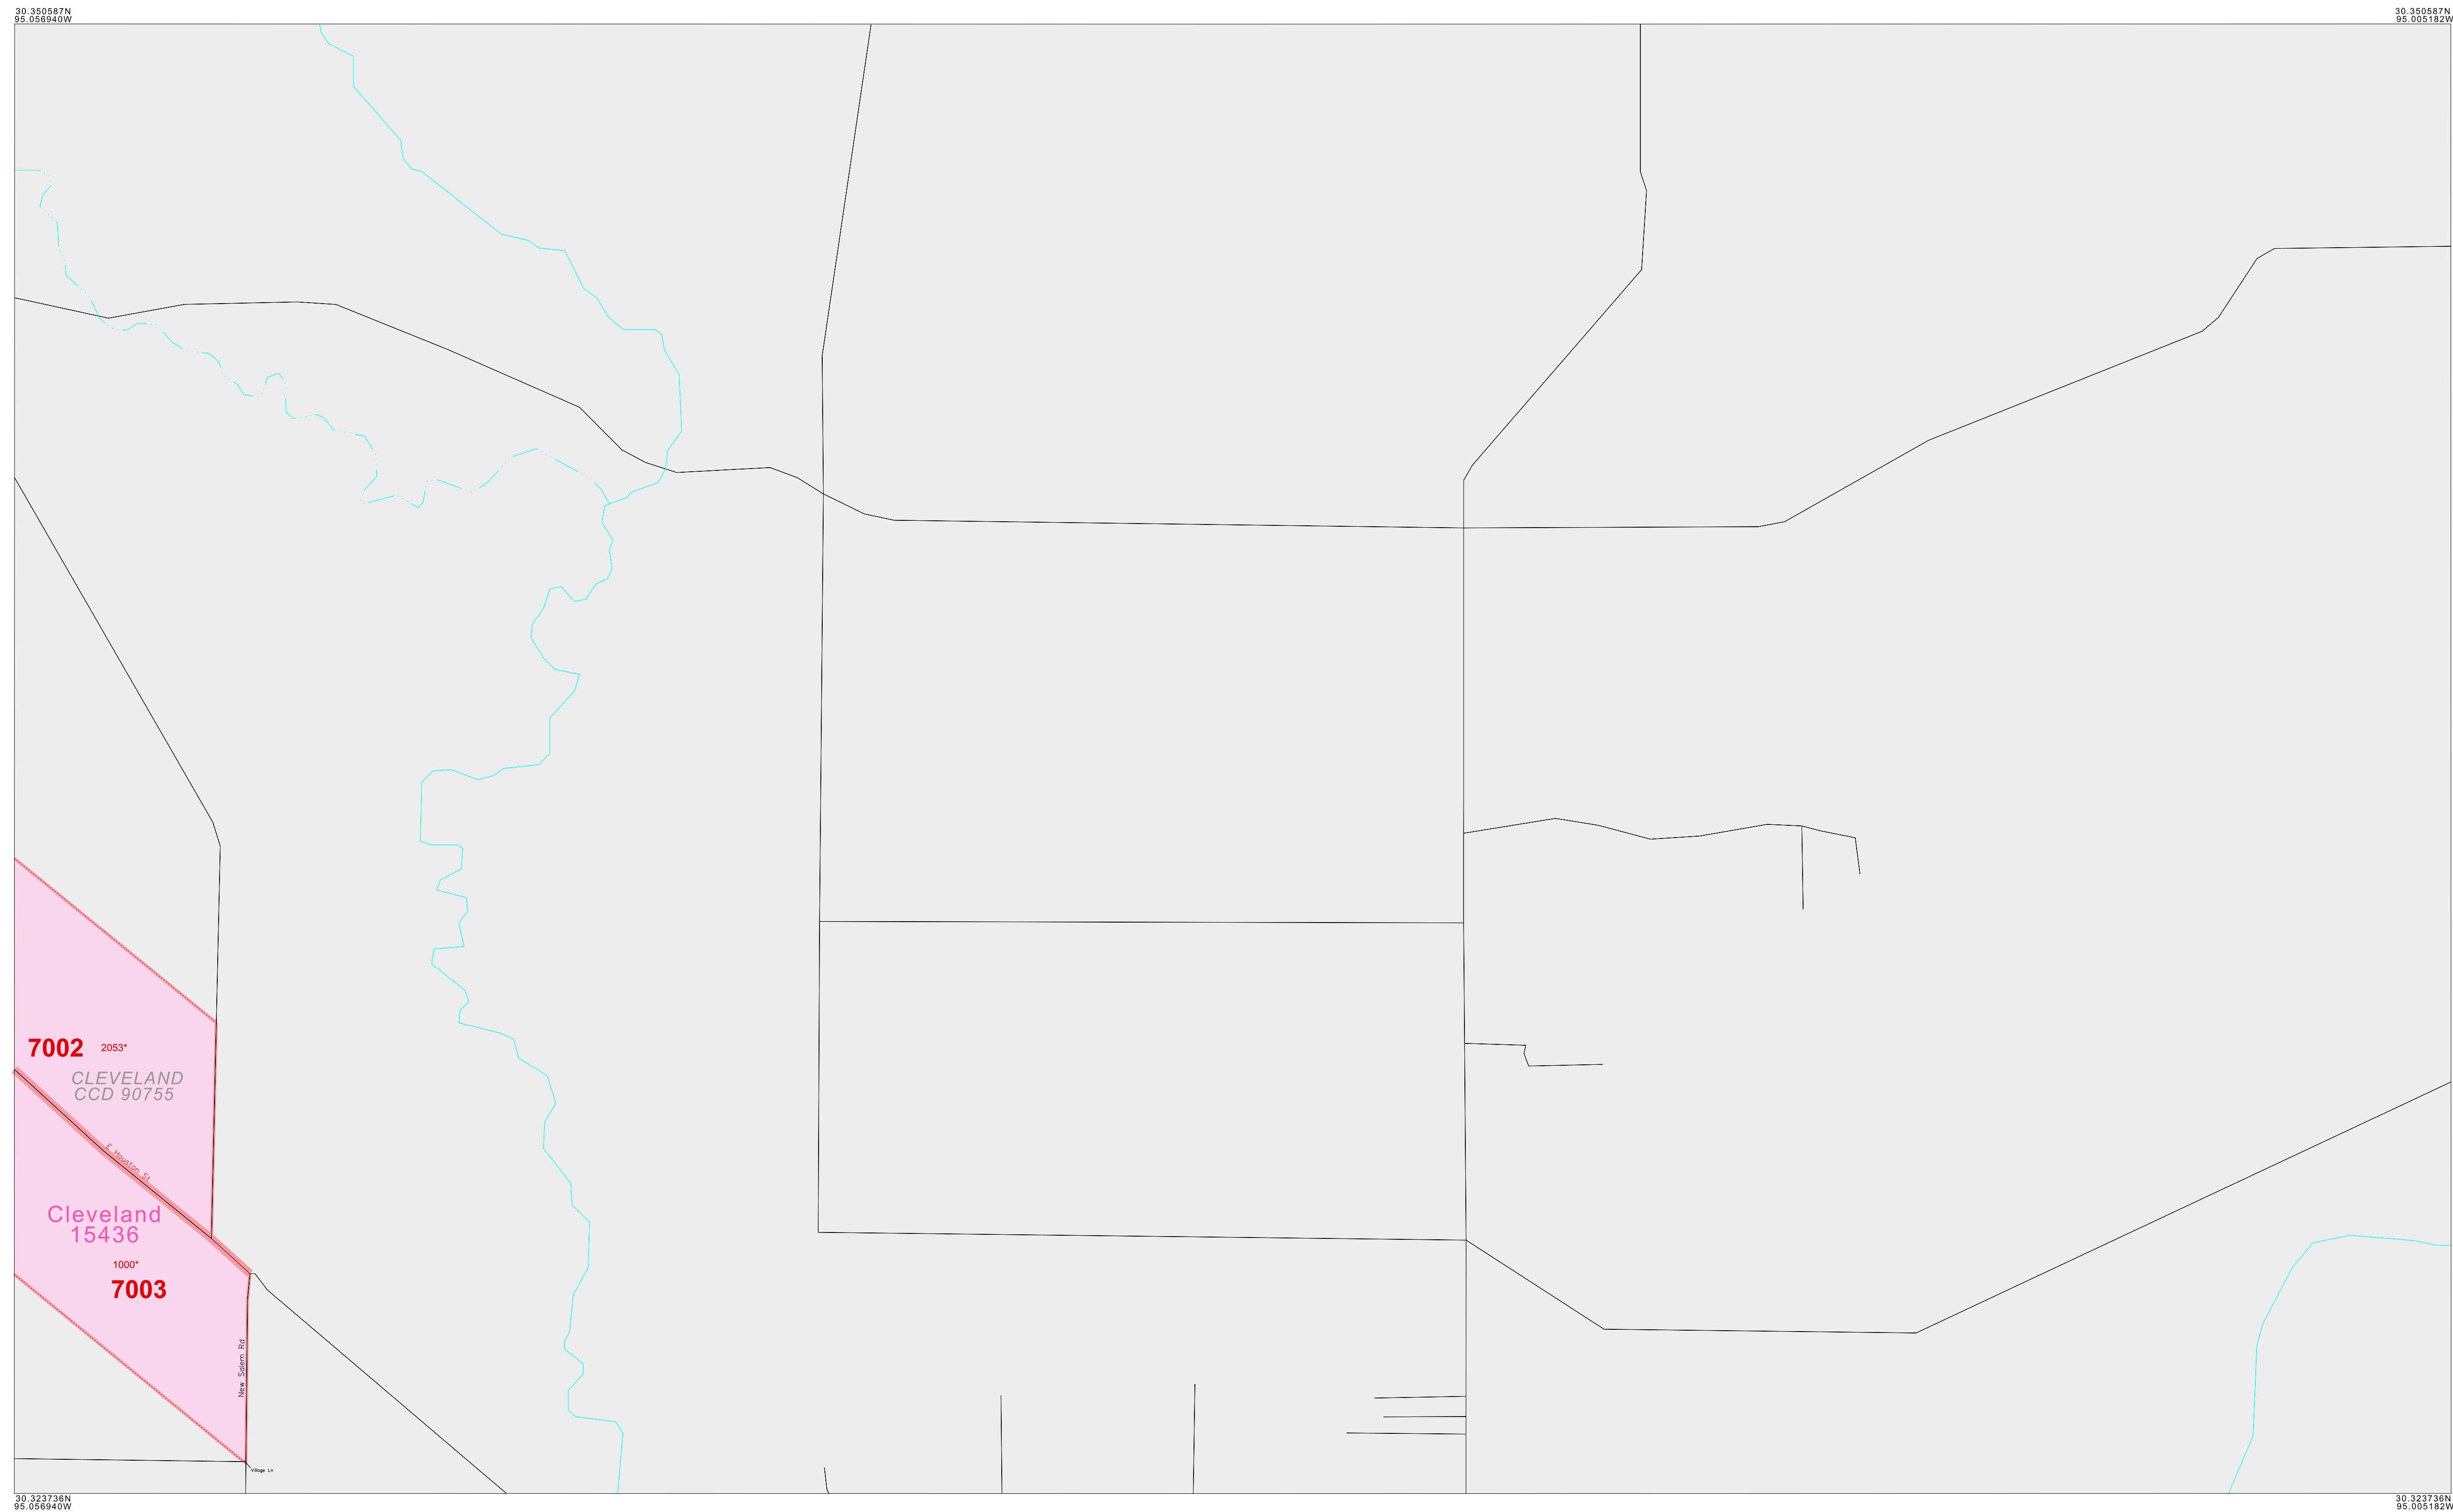 30.350587N
95.056940W
30.350587N
95.005182W
7002 2053*
CLEVELAND
CCD 90755
E Houston St
Cleveland
15436
1000*
7003
New Salem Rd
Village Ln
30.323736N
95.056940W
30.323736N
95.005182W